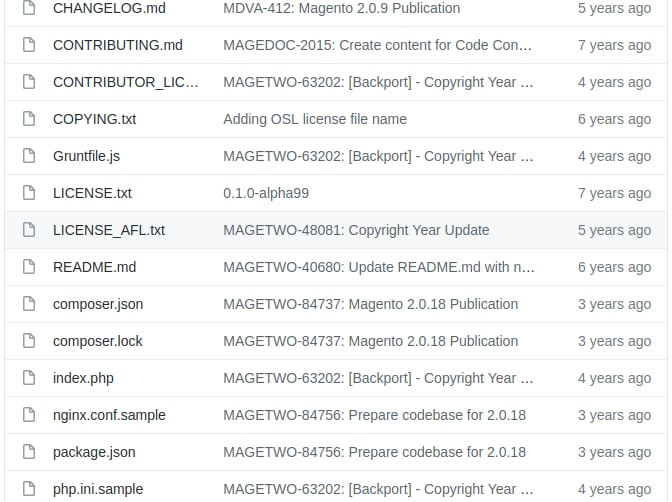 CHANGELOG.md MDVA-412: Magento 2.0.9 Publication 5 years ago
CONTRIBUTING.md MAGEDOC-2015: Create content for Code Con... 7 years ago
CONTRIBUTOR_LIC... MAGETWO-63202: [Backport] - Copyright Year ... 4 years ago
COPYING.txt Adding OSL license file name 6 years ago
Gruntfile.js MAGETWO-63202: [Backport] - Copyright Year ... 4 years ago
LICENSE.txt 0.1.0-alpha99 7 years ago
LICENSE_AFL.txt MAGETWO-48081: Copyright Year Update 5 years ago
README.md MAGETWO-40680: Update README.md with n... 6 years ago
composer.json MAGETWO-84737: Magento 2.0.18 Publication 3 years ago
composer.lock MAGETWO-84737: Magento 2.0.18 Publication 3 years ago
index.php MAGETWO-63202: [Backport] - Copyright Year ... 4 years ago
nginx.conf.sample MAGETWO-84756: Prepare codebase for 2.0.18 3 years ago
package.json MAGETWO-84756: Prepare codebase for 2.0.18 3 years ago
php.ini.sample MAGETWO-63202: [Backport] - Copyright Year ... 4 years ago